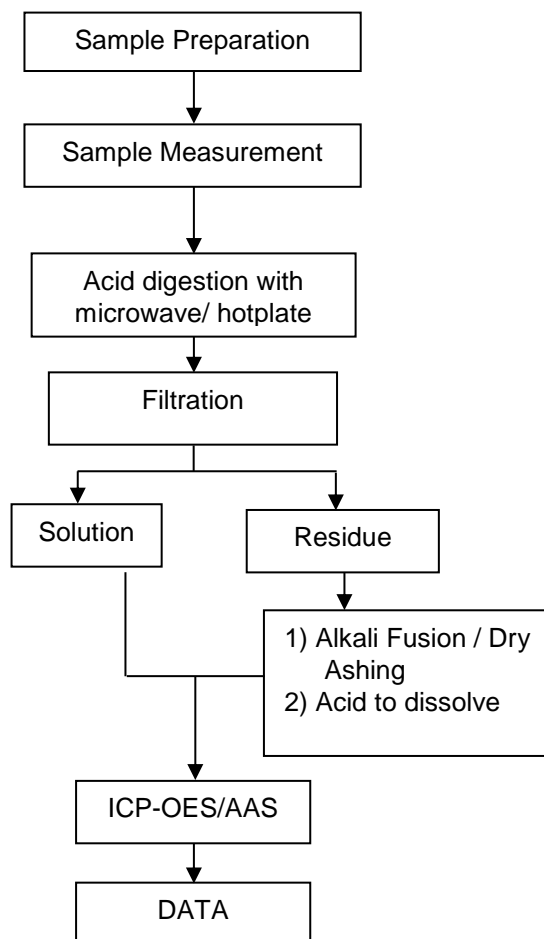 Sample Preparation
Sample Measurement
Acid digestion with
microwave/ hotplate
Filtration
Solution
Residue
1) Alkali Fusion / Dry
Ashing
2) Acid to dissolve
ICP-OES/AAS
DATA